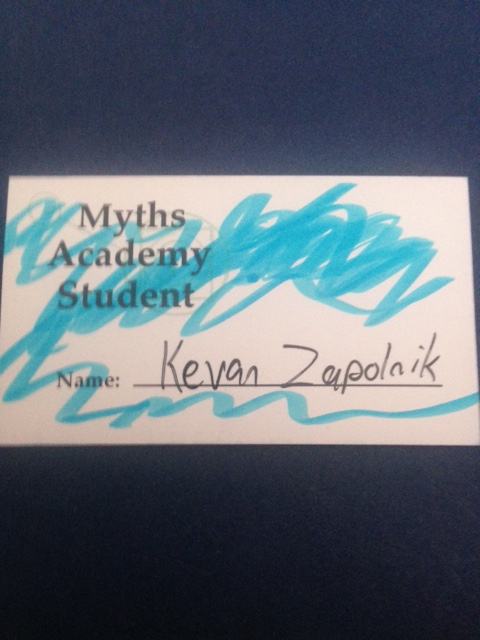 Myths
Academy
Student
Name: Kevan Zapolnik